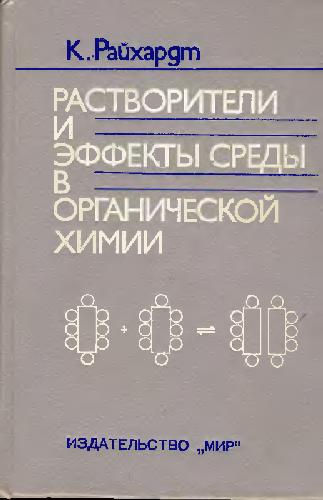 К. Райхардт
РАСТВОРИТЕЛИ
И
ЭФФЕКТЫ СРЕДЫ
В
ОРГАНИЧЕСКОЙ
ХИМИИ
+ ⇌
ИЗДАТЕЛЬСТВО „МИР"